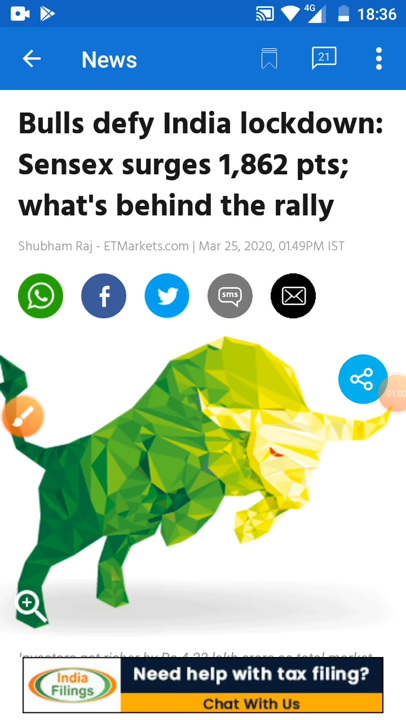 4G
18:36
News
21
Bulls defy India lockdown:
Sensex surges 1,862 pts;
what's behind the rally
Shubham Raj - ETMarkets.com | Mar 25, 2020, 01.49PM IST
sms
01:00
India
Filings
Need help with tax filing?
Chat With Us